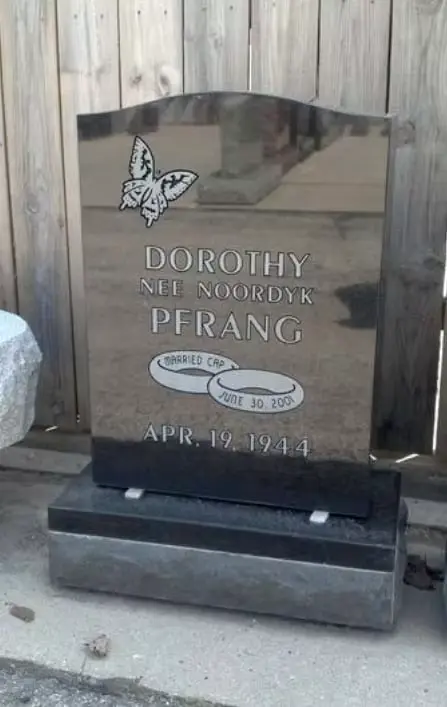 DOROTHY
NEE NOORDYK
PFRANG
MARRIED CAP
JUNE 30, 2001
APR. 19, 1944